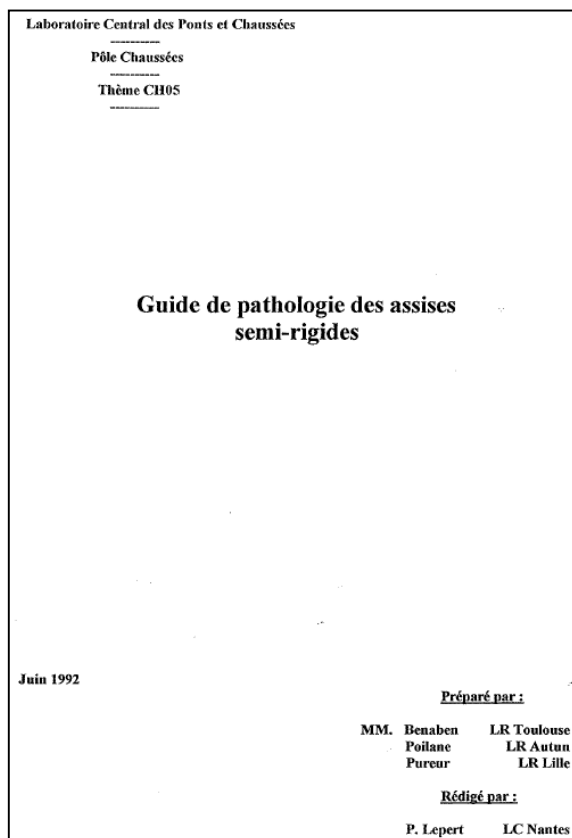 Laboratoire Central des Ponts et Chaussées
----------
Pôle Chaussées
----------
Thème CH05
----------
Guide de pathologie des assises
semi-rigides
Juin 1992
Préparé par :
MM. Benaben LR Toulouse
Poilane LR Autun
Pureur LR Lille
Rédigé par :
P. Lepert LC Nantes